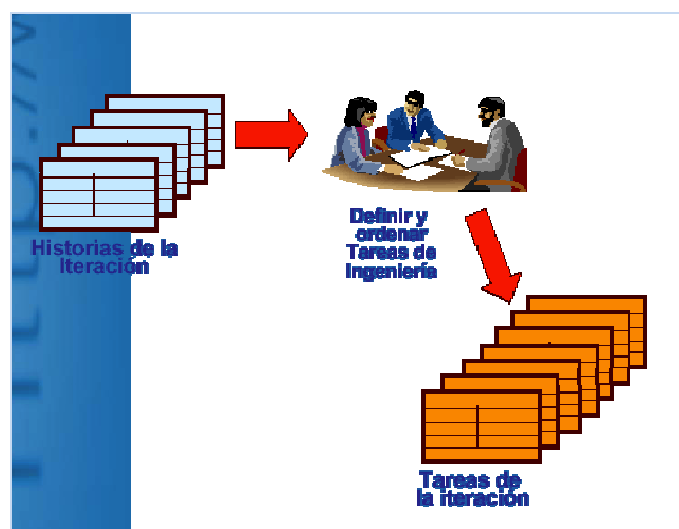 Historias de la
Iteración
Definir y
ordenar
Tareas de
Ingeniería
Tareas de
la iteración